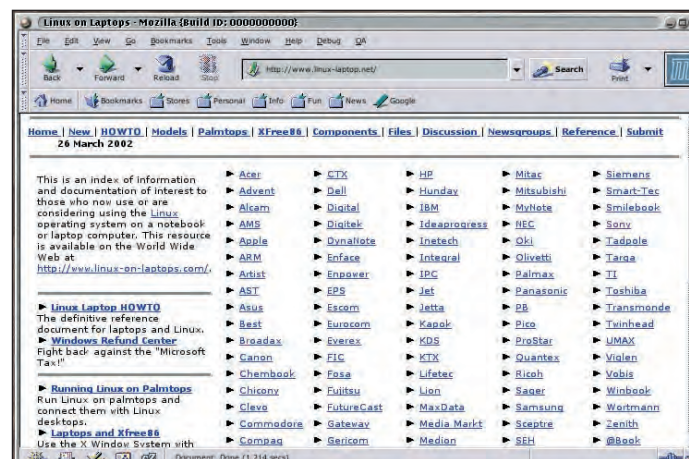 Linux on Laptops - Mozilla {Build ID: 0000000000}
File Edit View Go Bookmarks Tools Window Help Debug QA
Back Forward Reload Stop http://www.linux-laptop.net/ Search Print
Home Bookmarks Stores Personal Info Fun News Google
Home | New | HOWTO | Models | Palmtops | XFree86 | Components | Files | Discussion | Newsgroups | Reference | Submit
26 March 2002
This is an index of information
and documentation of interest to
those who now use or are
considering using the Linux
operating system on a notebook
or laptop computer. This resource
is available on the World Wide
Web at
http://www.linux-on-laptops.com/.
Linux Laptop HOWTO
The definitive reference
document for laptops and Linux.
Windows Refund Center
Fight back against the "Microsoft
Tax!"
Running Linux on Palmtops
Run Linux on palmtops and
connect them with Linux
desktops.
Laptops and Xfree86
Use the X Window System with
Acer
Advent
Alcam
AMS
Apple
ARM
Artist
AST
Asus
Best
Broadax
Canon
Chembook
Chicony
Clevo
Commodore
Compaq
CTX
Dell
Digital
Digitek
DynaNote
Enface
Enpower
EPS
Escom
Eurocom
Everex
FIC
Fosa
Fujitsu
FutureCast
Gateway
Gericom
HP
Hunday
IBM
Ideaprogress
Inetech
Integral
IPC
Jet
Jetta
Kapok
KDS
KTX
Lifetec
Lion
MaxData
Media Markt
Medion
Mitac
Mitsubishi
MyNote
NEC
Oki
Olivetti
Palmax
Panasonic
PB
Pico
ProStar
Quantex
Ricoh
Sager
Samsung
Sceptre
SEH
Siemens
Smart-Tec
Smilebook
Sony
Tadpole
Targa
TI
Toshiba
Transmonde
Twinhead
UMAX
Viglen
Vobis
Winbook
Wortmann
Zenith
@Book
Document: Done (1.214 secs)